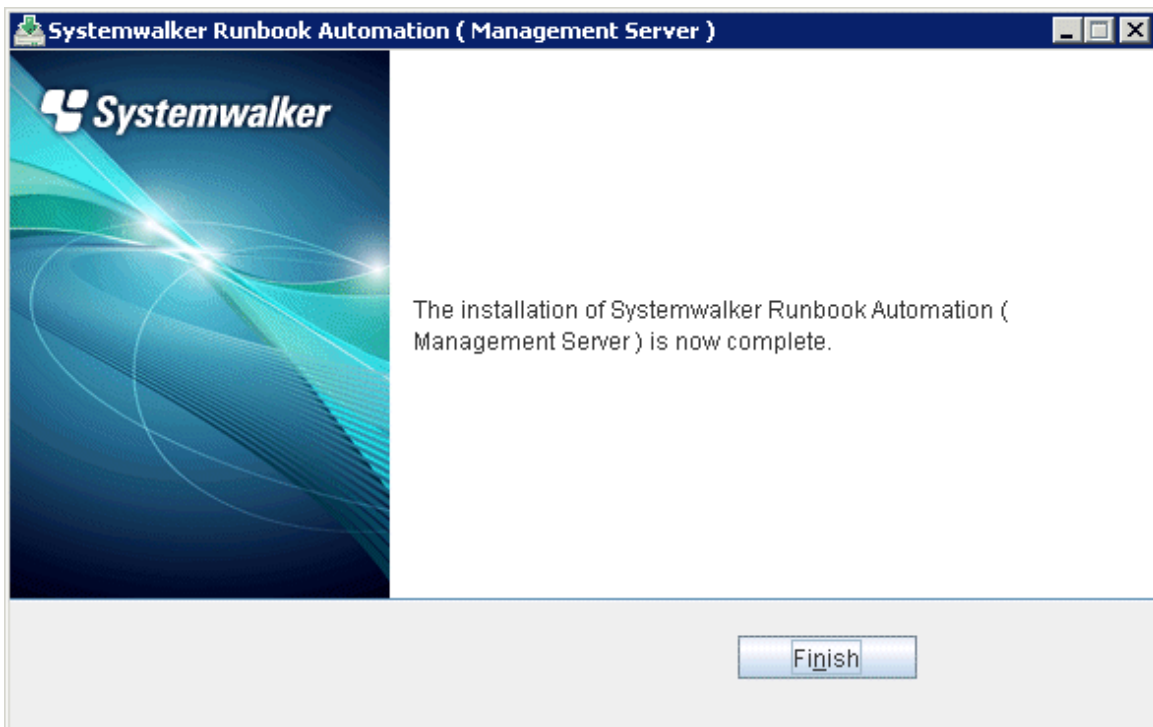 Systemwalker Runbook Automation ( Management Server )
Systemwalker
The installation of Systemwalker Runbook Automation (
Management Server ) is now complete.
Finish